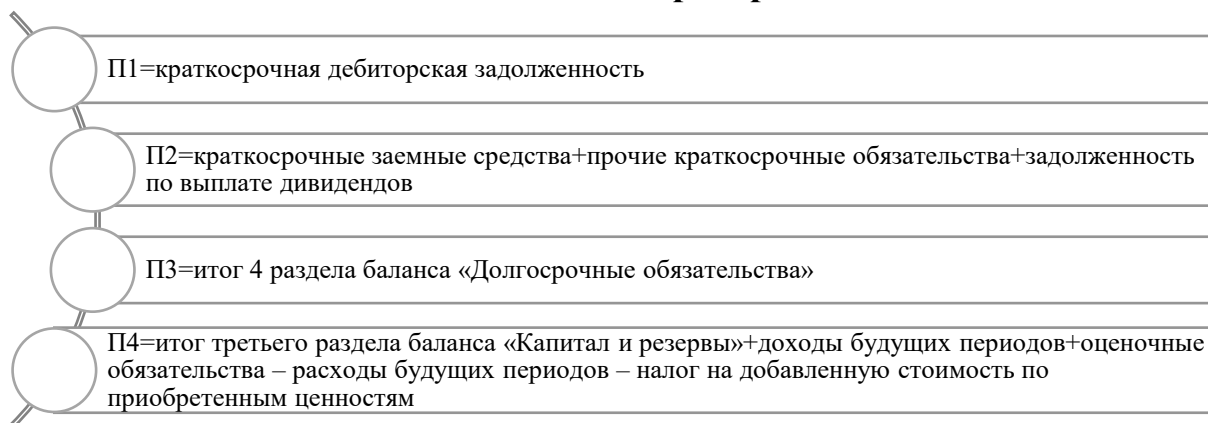 П1=краткосрочная дебиторская задолженность
П2=краткосрочные заемные средства+прочие краткосрочные обязательства+задолженность
по выплате дивидендов
П3=итог 4 раздела баланса «Долгосрочные обязательства»
П4=итог третьего раздела баланса «Капитал и резервы»+доходы будущих периодов+оценочные
обязательства – расходы будущих периодов – налог на добавленную стоимость по
приобретенным ценностям